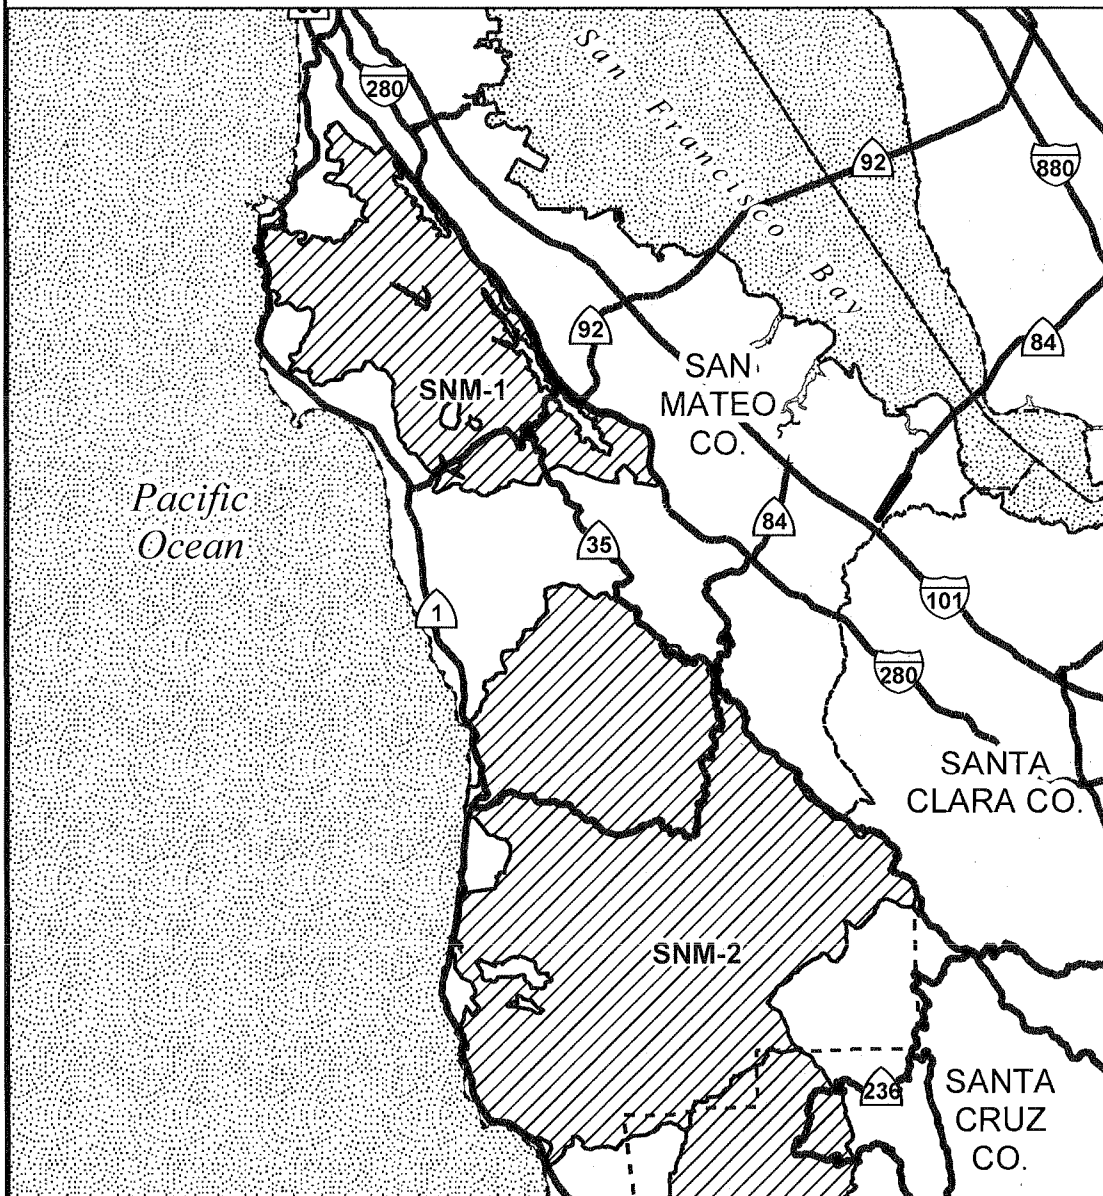 280
San Francisco Bay
92
880
92
84
SNM-1
SAN
MATEO
CO.
Pacific
Ocean
84
35
1
101
280
SANTA
CLARA CO.
SNM-2
236
SANTA
CRUZ
CO.